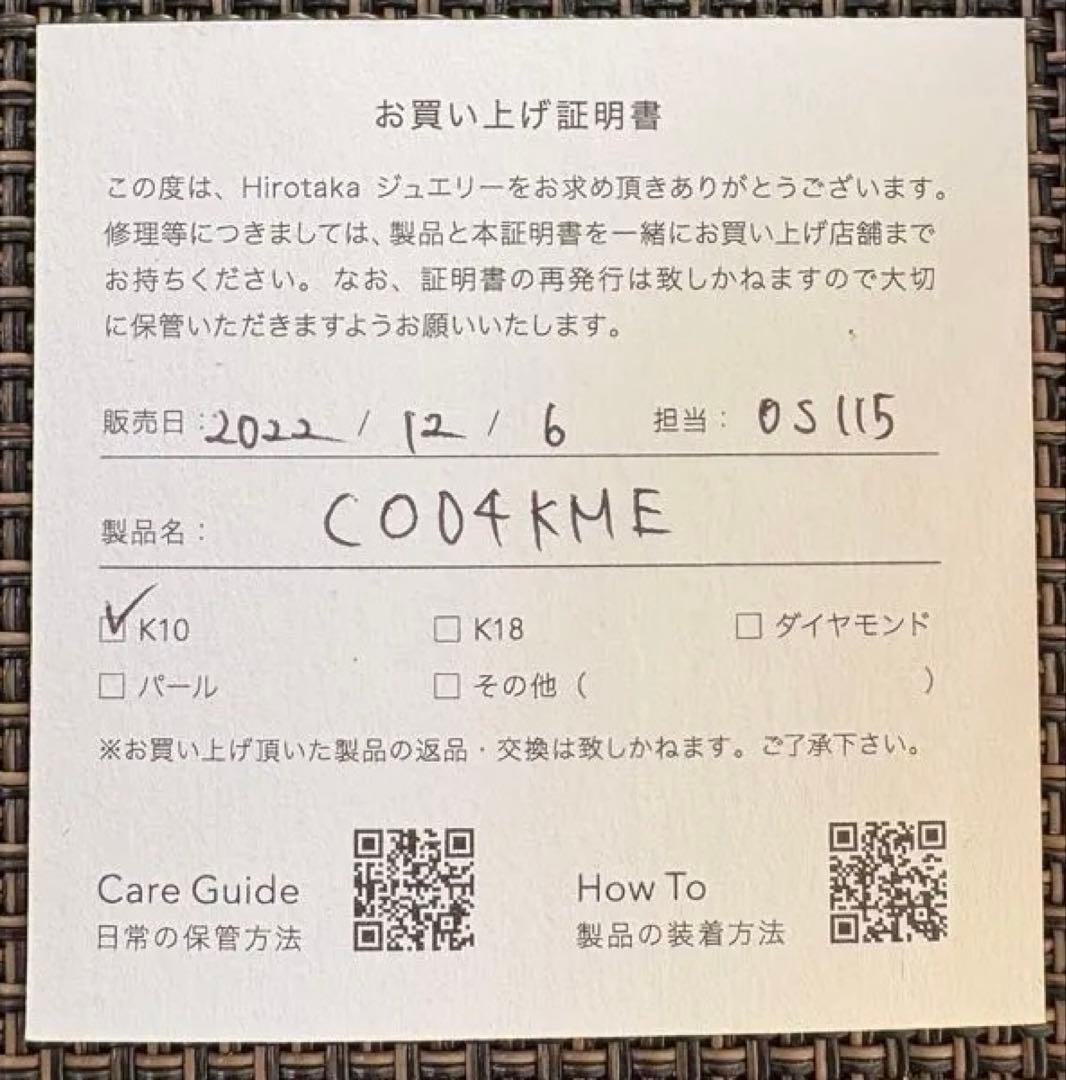 お買い上げ証明書
この度は、Hirotaka ジュエリーをお求め頂きありがとうございます。
修理等につきましては、製品と本証明書を一緒にお買い上げ店舗まで
お持ちください。なお、証明書の再発行は致しかねますので大切
に保管いただきますようお願いいたします。
販売日：2022 / 12 / 6 担当：OS115
製品名：COD4KME
☑ K10 □ K18 □ ダイヤモンド
□ パール □ その他（ ）
※お買い上げ頂いた製品の返品・交換は致しかねます。ご了承下さい。
Care Guide How To
日常の保管方法 製品の装着方法